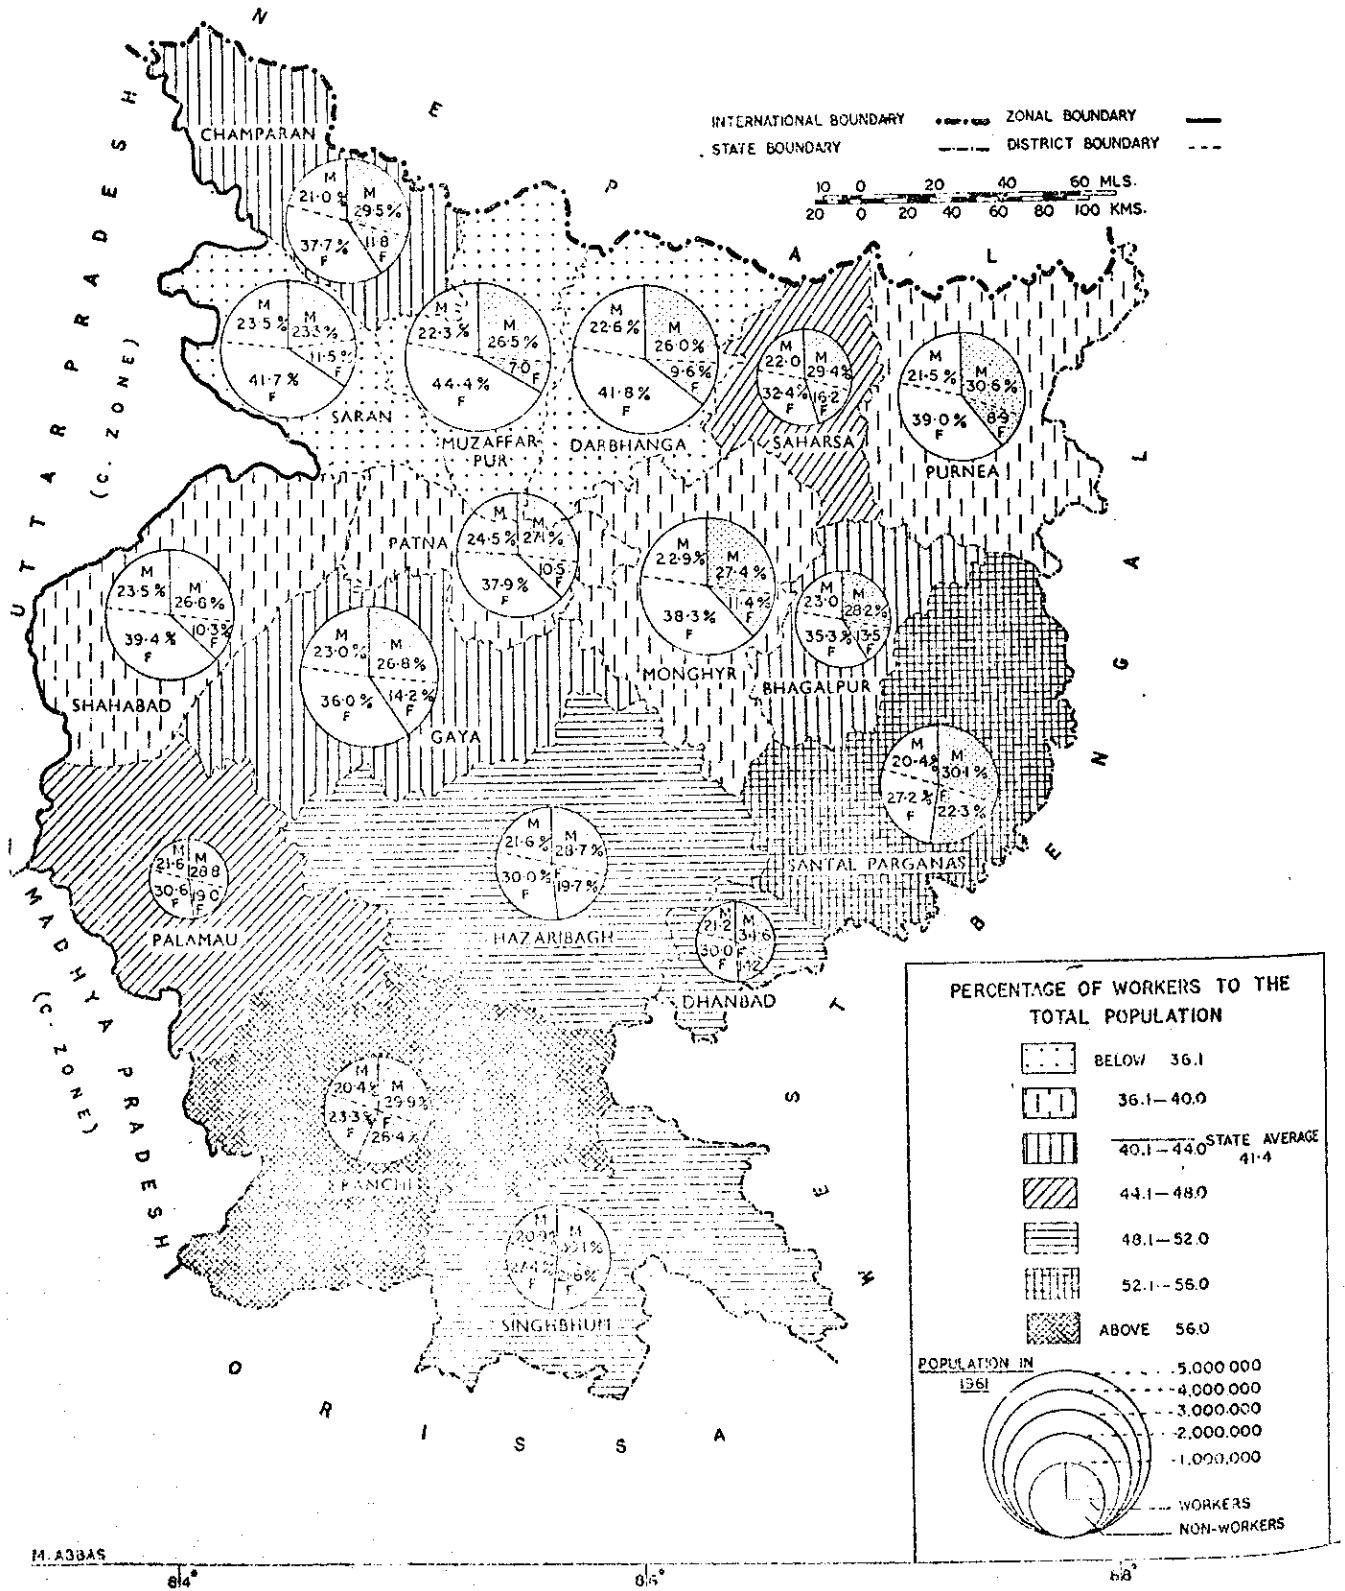 N
E
P
A
L
UTTAR PRADESH
(C. ZONE)
MADHYA PRADESH
(C. ZONE)
ORISSA
WEST BENGAL
INTERNATIONAL BOUNDARY
ZONAL BOUNDARY
STATE BOUNDARY
DISTRICT BOUNDARY
10 0 20 40 60 MLS.
20 0 20 40 60 80 100 KMS.
CHAMPARAN
M
21.0%
M
29.5%
37.7%
F
11.8
F
M
23.5%
M
11.5%
F
41.7%
F
SARAN
M
22.3%
M
26.5%
7.0
F
44.4%
F
MUZAFFAR
PUR
M
22.6%
M
26.0%
9.6%
F
41.8%
F
DARBHANGA
M
22.0
M
29.4%
32.4%
F
16.2
F
SAHARSA
M
21.5%
M
30.6%
39.0%
F
8.9
F
PURNEA
PATNA
M
24.5%
M
27.1%
37.9%
F
10.5
F
M
22.9%
M
27.4%
38.3%
F
11.4%
F
MONGHYR
M
23.0
M
28.2%
35.3%
F
13.5
F
BHAGALPUR
M
23.5%
M
26.6%
39.4%
F
10.3%
F
SHAHABAD
M
23.0%
M
26.8%
36.0%
F
14.2%
F
GAYA
M
20.4%
M
30.1%
27.2%
F
F
22.3%
SANTAL PARGANAS
M
21.6%
M
28.7%
30.0%
F
F
19.7%
HAZARIBAGH
M
21.6
M
28.8
30.6
F
19.0
F
PALAMAU
M
21.2
M
30.0
F
F
DHANBAD
M
20.4
M
29.9%
23.3%
F
F
26.4%
RANCHI
M
20.9%
M
F
F
SINGHBHUM
PERCENTAGE OF WORKERS TO THE
TOTAL POPULATION
BELOW 36.1
36.1—40.0
40.1—44.0 STATE AVERAGE
41.4
44.1—48.0
48.1—52.0
52.1—56.0
ABOVE 56.0
POPULATION IN
1961
5,000,000
4,000,000
3,000,000
2,000,000
1,000,000
WORKERS
NON-WORKERS
M. ABBAS
84° 86° 88°